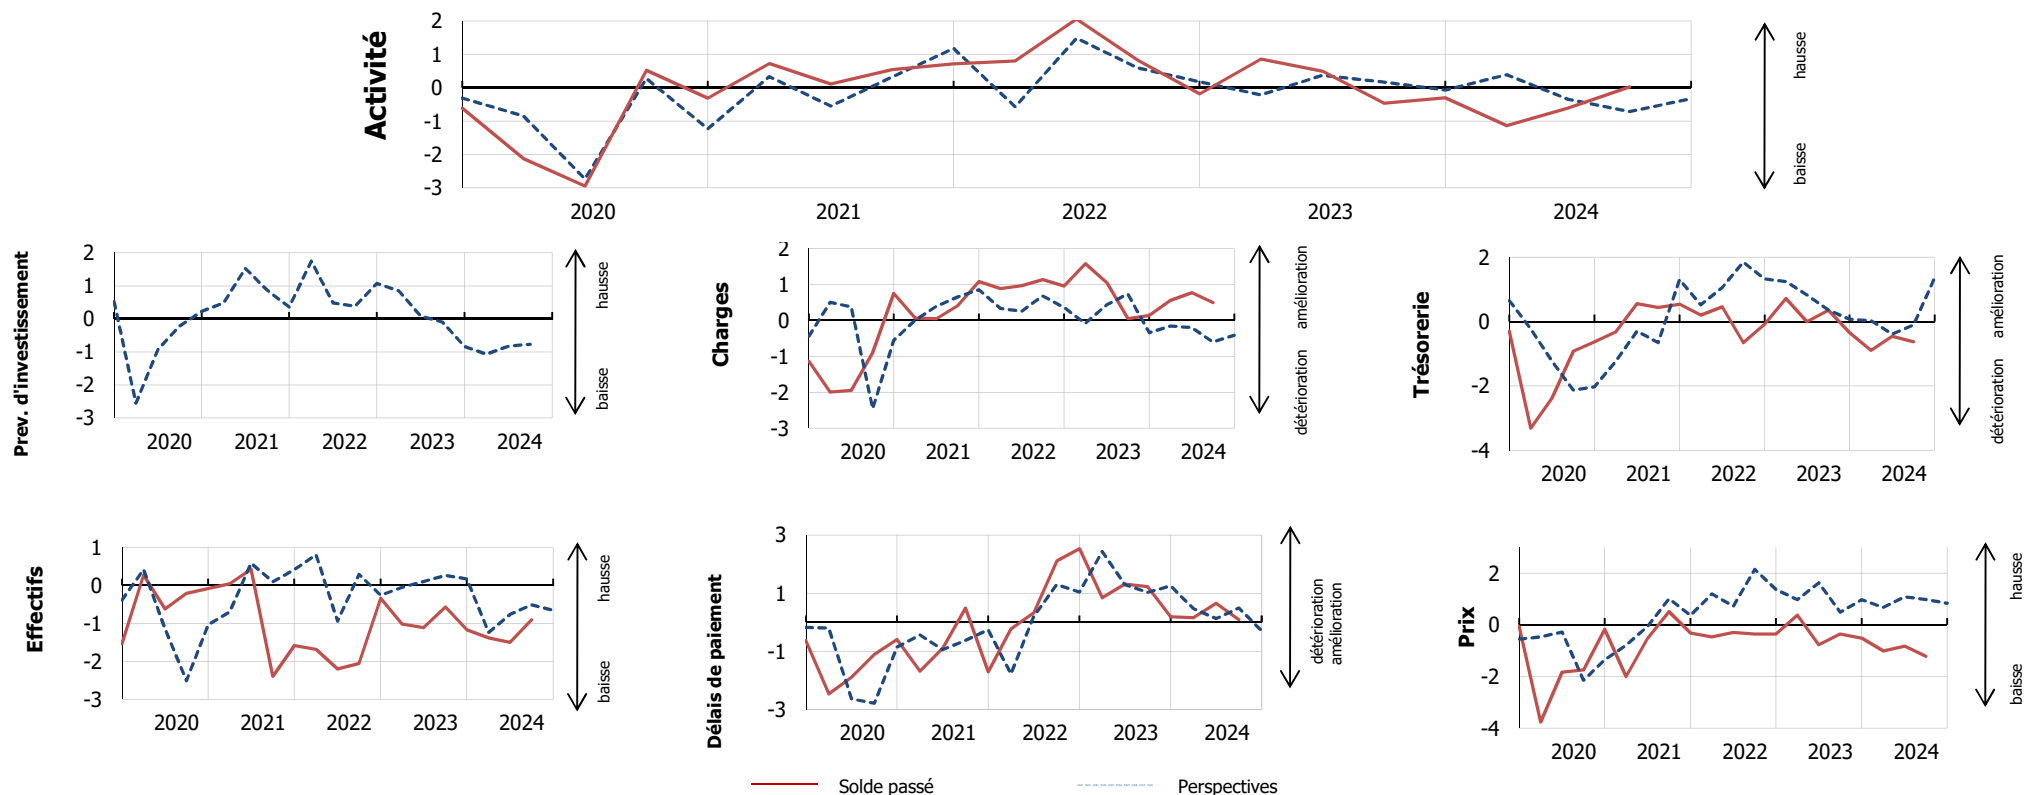 Activité
2
1
0
-1
-2
-3
2020 2021 2022 2023 2024
hausse
baisse
Prev. d'investissement
2
1
0
-1
-2
-3
2020 2021 2022 2023 2024
hausse
baisse
Charges
2
1
0
-1
-2
-3
2020 2021 2022 2023 2024
amélioration
détérioration
Trésorerie
2
0
-2
-4
2020 2021 2022 2023 2024
amélioration
détérioration
Effectifs
1
0
-1
-2
-3
2020 2021 2022 2023 2024
hausse
baisse
Délais de paiement
3
1
-1
-3
2020 2021 2022 2023 2024
détérioration
amélioration
Prix
2
0
-2
-4
2020 2021 2022 2023 2024
hausse
baisse
Solde passé Perspectives